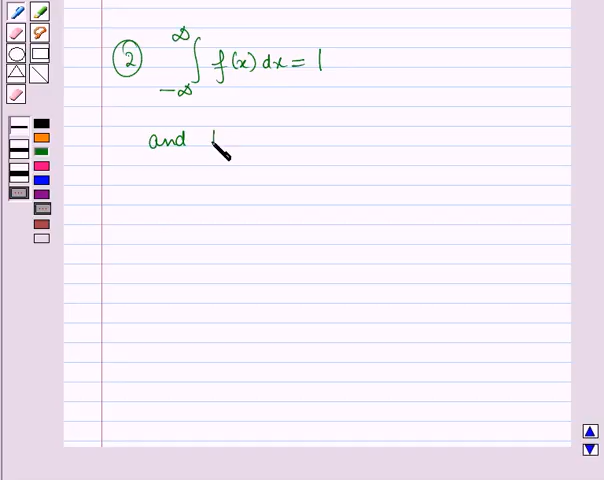 ② ∫_{-∞}^{∞} f(x) dx = 1
and